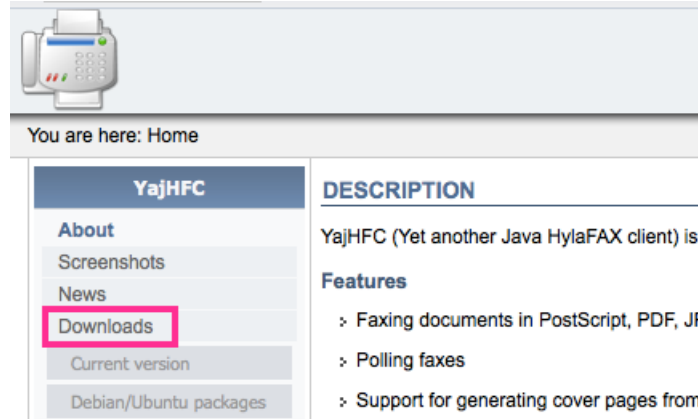 You are here: Home
YajHFC
About
Screenshots
News
Downloads
Current version
Debian/Ubuntu packages
DESCRIPTION
YajHFC (Yet another Java HylaFAX client) is
Features
Faxing documents in PostScript, PDF,
Polling faxes
Support for generating cover pages from